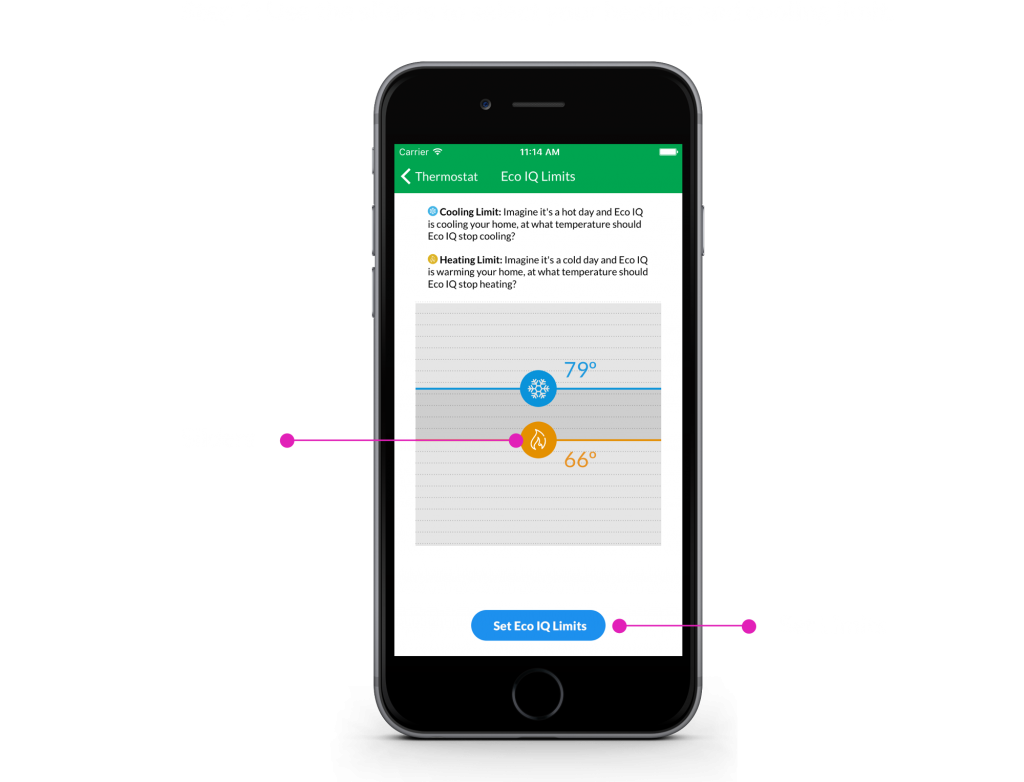 Carrier 11:14 AM
Thermostat Eco IQ Limits
Cooling Limit: Imagine it's a hot day and Eco IQ
is cooling your home, at what temperature should
Eco IQ stop cooling?
Heating Limit: Imagine it's a cold day and Eco IQ
is warming your home, at what temperature should
Eco IQ stop heating?
79°
66°
Set Eco IQ Limits